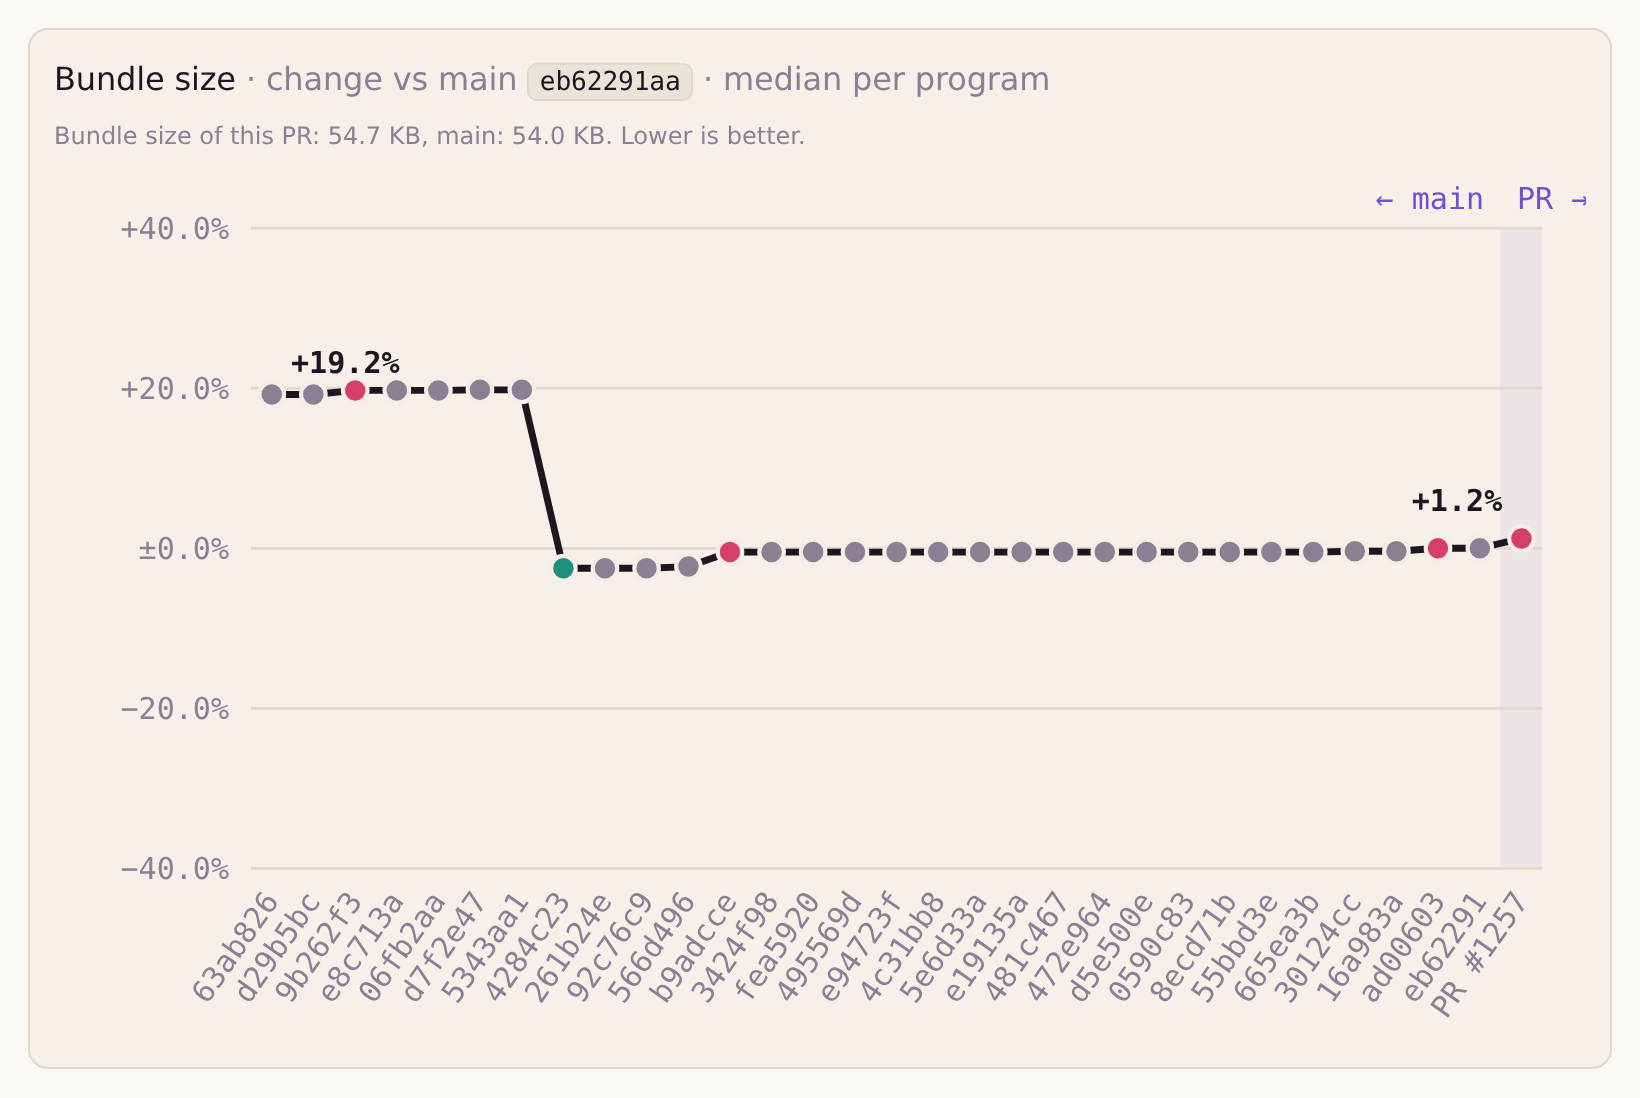 Bundle size · change vs main eb62291aa · median per program
Bundle size of this PR: 54.7 KB, main: 54.0 KB. Lower is better.
← main PR →
+40.0%
+19.2%
+20.0%
+1.2%
±0.0%
−20.0%
−40.0%
63ab826
d29b5bc
9b262f3
e8c713a
06fb2aa
d7f2e47
5343aa1
4284c23
261b24e
92c76c9
566d496
b9adcce
3424f98
fea5920
495569d
e94723f
4c31bb8
5e6d33a
e19135a
481c467
472e964
d5e500e
0590c83
8ecd71b
55bbd3e
665ea3b
30124cc
16a983a
ad00603
eb62291
PR #1257